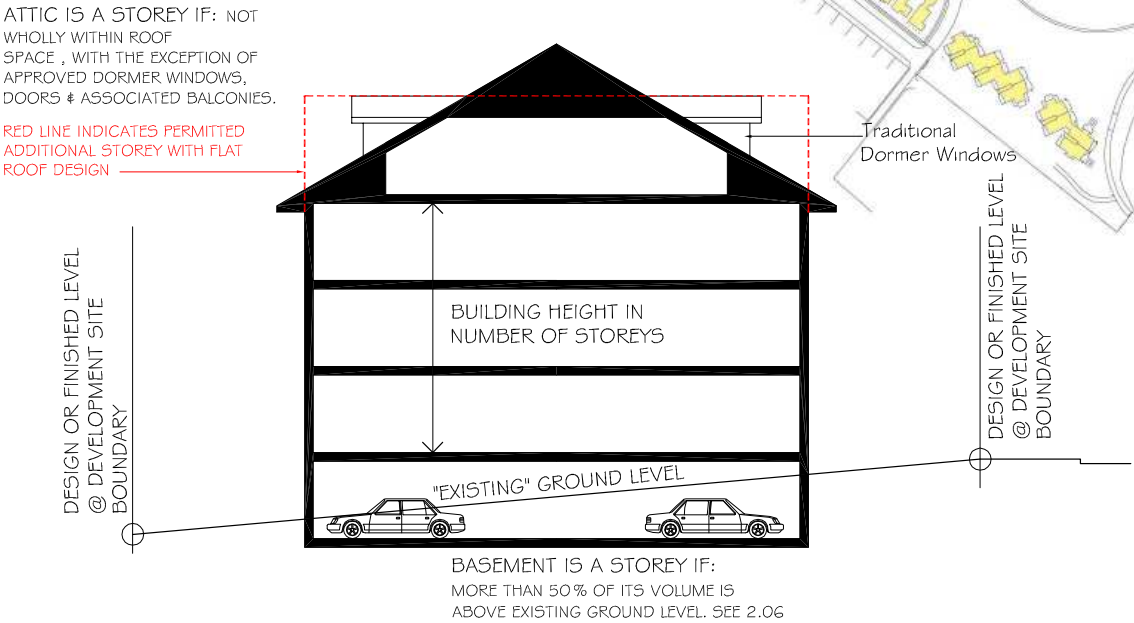 ATTIC IS A STOREY IF: NOT
WHOLLY WITHIN ROOF
SPACE , WITH THE EXCEPTION OF
APPROVED DORMER WINDOWS,
DOORS & ASSOCIATED BALCONIES.
RED LINE INDICATES PERMITTED
ADDITIONAL STOREY WITH FLAT
ROOF DESIGN
Traditional
Dormer Windows
DESIGN OR FINISHED LEVEL
@ DEVELOPMENT SITE
BOUNDARY
BUILDING HEIGHT IN
NUMBER OF STOREYS
DESIGN OR FINISHED LEVEL
@ DEVELOPMENT SITE
BOUNDARY
"EXISTING" GROUND LEVEL
BASEMENT IS A STOREY IF:
MORE THAN 50% OF ITS VOLUME IS
ABOVE EXISTING GROUND LEVEL. SEE 2.06